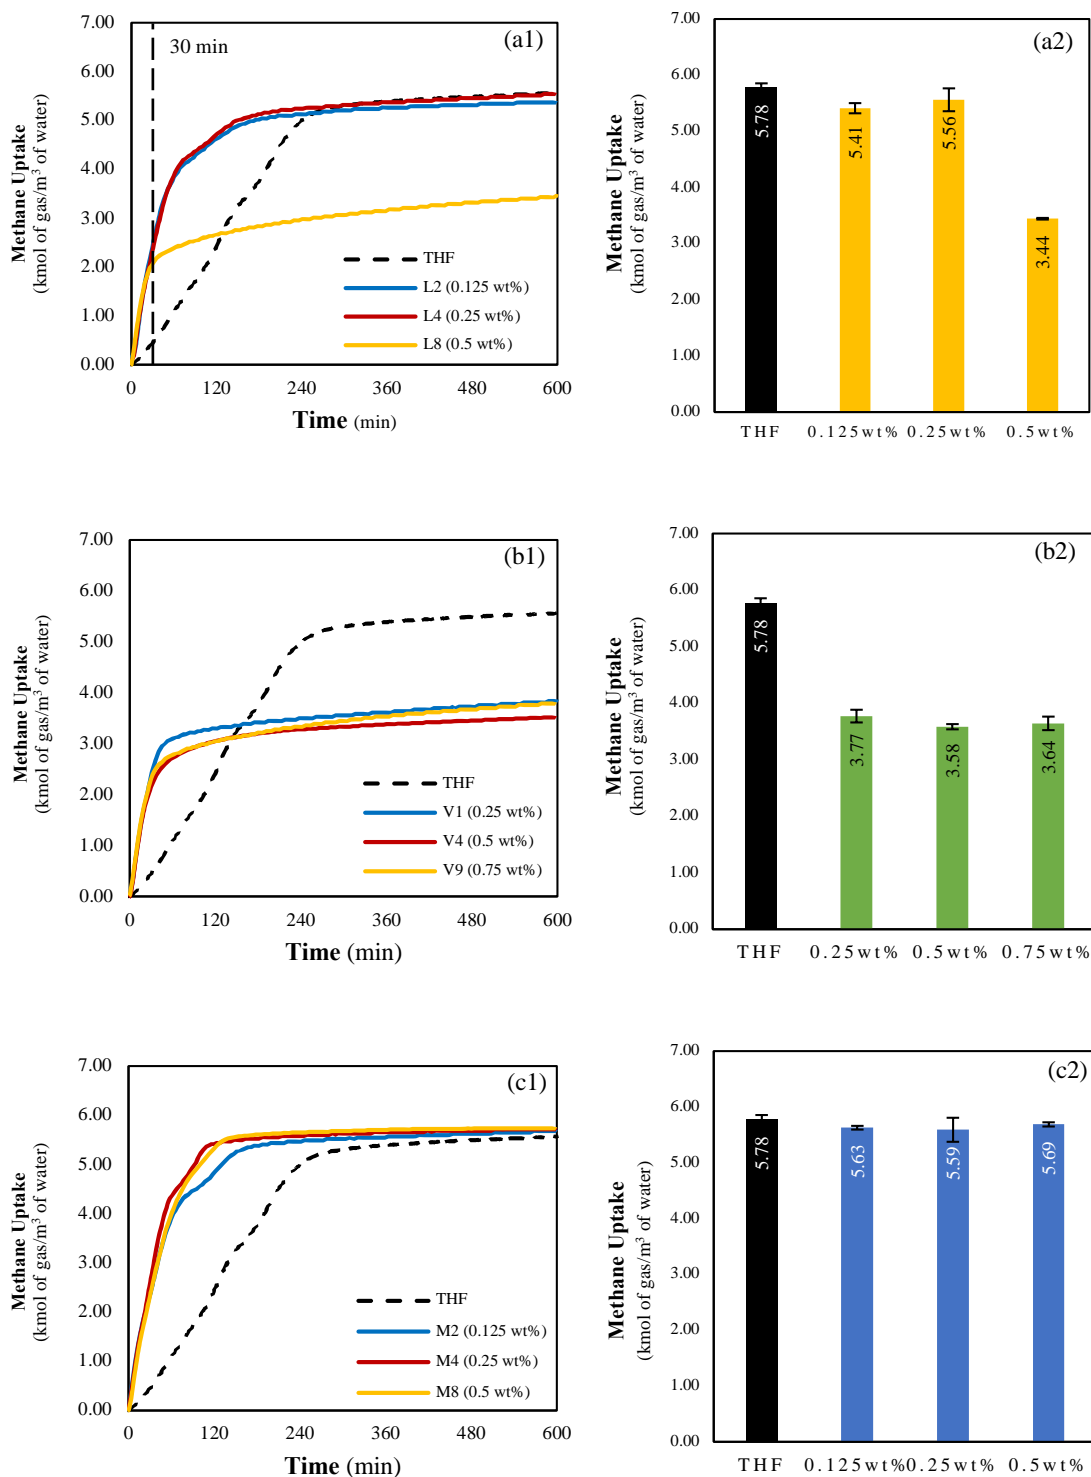 (a1)
30 min
7.00
6.00
5.00
4.00
3.00
2.00
1.00
0.00
Methane Uptake
(kmol of gas/m³ of water)
THF
L2 (0.125 wt%)
L4 (0.25 wt%)
L8 (0.5 wt%)
0 120 240 360 480 600
Time (min)
(a2)
7.00
6.00
5.00
4.00
3.00
2.00
1.00
0.00
Methane Uptake
(kmol of gas/m³ of water)
5.78
5.41
5.56
3.44
THF 0.125wt% 0.25wt% 0.5wt%
(b1)
7.00
6.00
5.00
4.00
3.00
2.00
1.00
0.00
Methane Uptake
(kmol of gas/m³ of water)
THF
V1 (0.25 wt%)
V4 (0.5 wt%)
V9 (0.75 wt%)
0 120 240 360 480 600
Time (min)
(b2)
7.00
6.00
5.00
4.00
3.00
2.00
1.00
0.00
Methane Uptake
(kmol of gas/m³ of water)
5.78
3.77
3.58
3.64
THF 0.25wt% 0.5wt% 0.75wt%
(c1)
7.00
6.00
5.00
4.00
3.00
2.00
1.00
0.00
Methane Uptake
(kmol of gas/m³ of water)
THF
M2 (0.125 wt%)
M4 (0.25 wt%)
M8 (0.5 wt%)
0 120 240 360 480 600
Time (min)
(c2)
7.00
6.00
5.00
4.00
3.00
2.00
1.00
0.00
Methane Uptake
(kmol of gas/m³ of water)
5.78
5.63
5.59
5.69
THF 0.125wt% 0.25wt% 0.5wt%